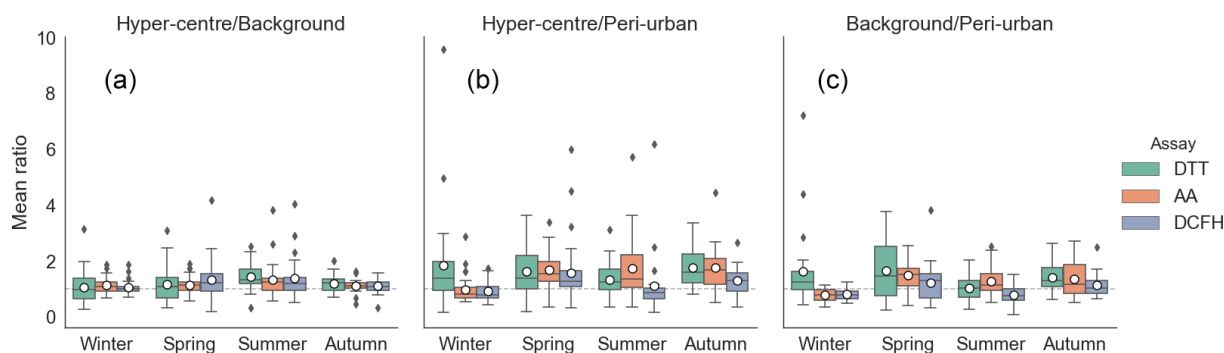 Hyper-centre/Background
Hyper-centre/Peri-urban
Background/Peri-urban
10
8
6
4
2
0
Mean ratio
(a)
(b)
(c)
Winter Spring Summer Autumn
Winter Spring Summer Autumn
Winter Spring Summer Autumn
Assay
DTT
AA
DCFH